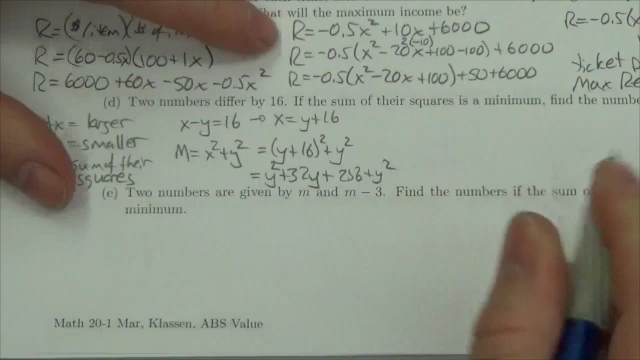 What will the maximum income be?
R=($/item)(# of
R=(60-0.5x)(100+1x)
R=6000+60x-50x-0.5x²
R=-0.5x²+10x+6000
R=-0.5(x²-20x+100-100)+6000
(-10)
R=-0.5(x²-20x+100)+50+6000
R=-0.5(x
ticket
Max Re
(d) Two numbers differ by 16. If the sum of their squares is a minimum, find the numbe
x=larger
=smaller
sum of their
squares
x-y=16 → x=y+16
M=x²+y² =(y+16)²+y²
=y²+32y+256+y²
(e) Two numbers are given by m and m − 3. Find the numbers if the sum o
minimum.
Math 20-1 Mar, Klassen, ABS Value